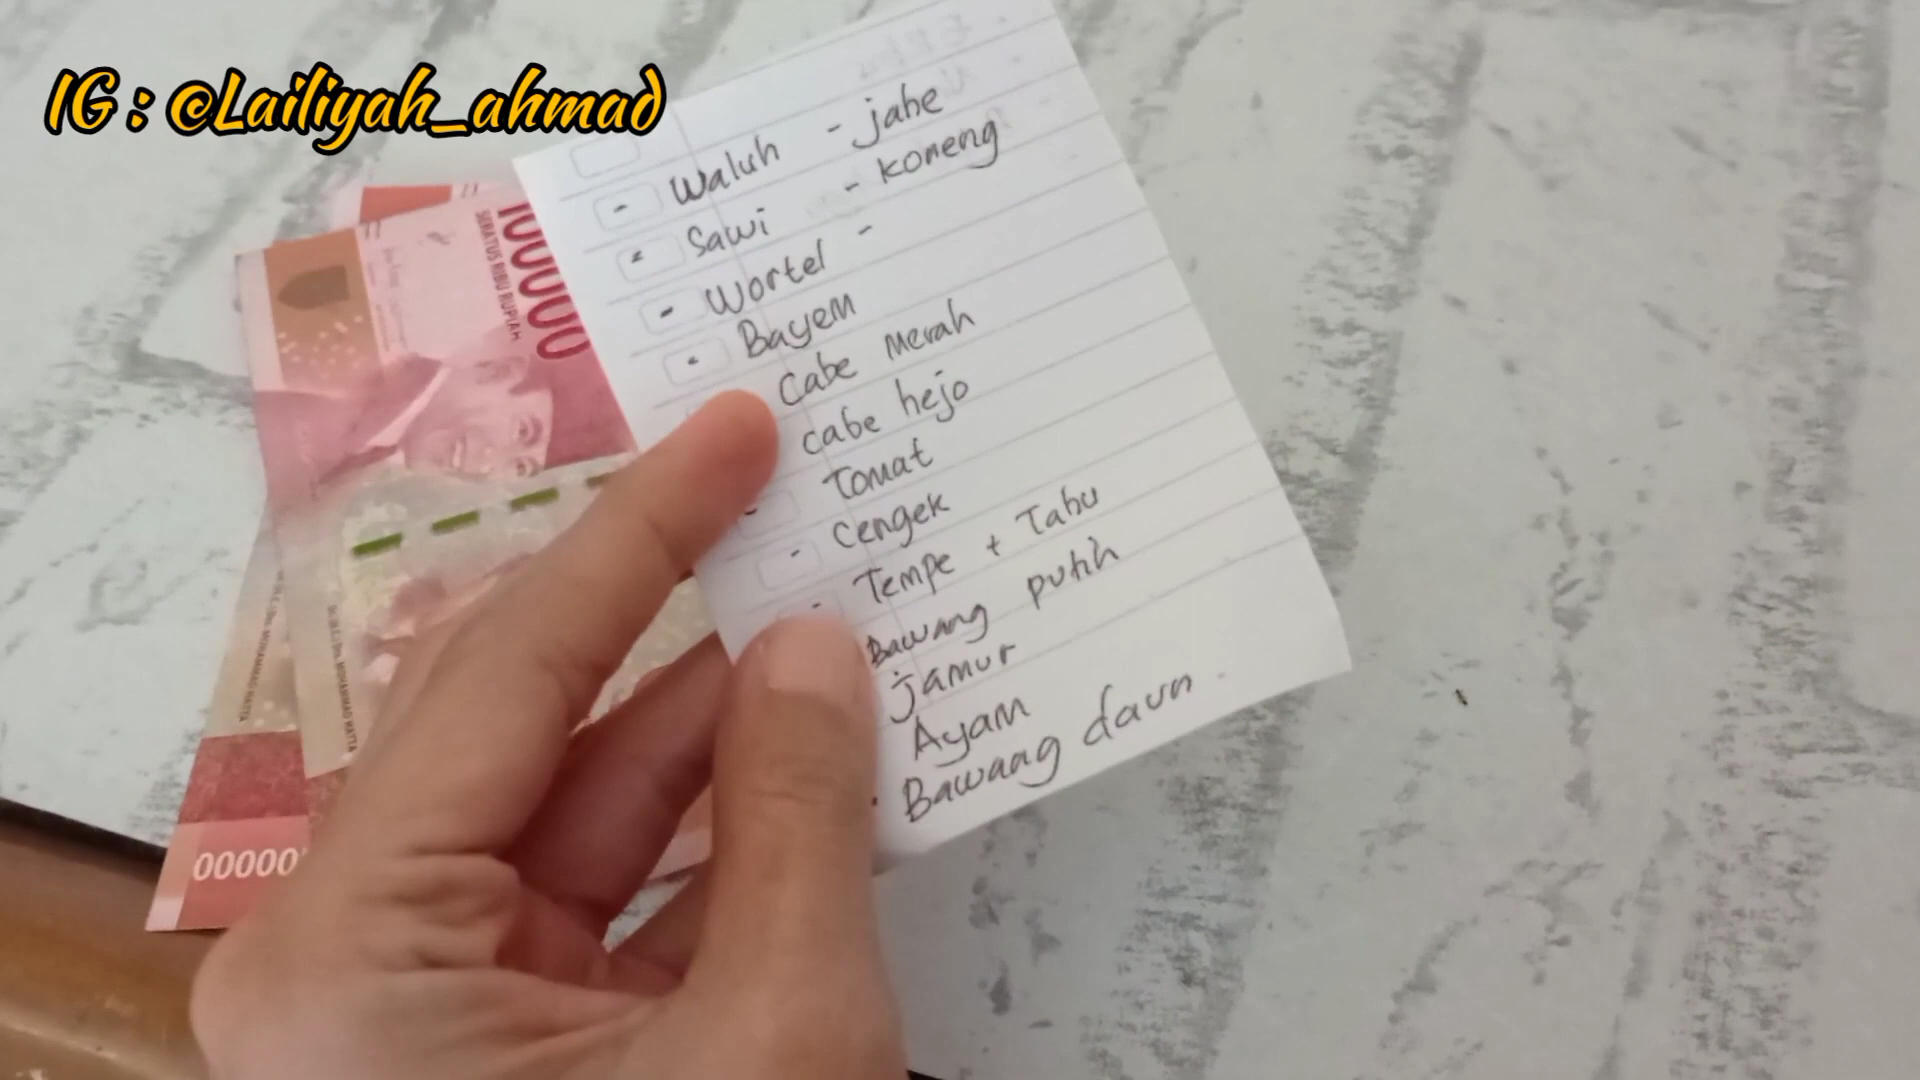 IG : @Lailiyah_ahmad
- Waluh - jahe
- Sawi - koneng
- Wortel -
- Bayem
Cabe Merah
cabe hejo
Tomat
- Cengek
- Tempe + Tahu
Bawang putih
jamur
Ayam
. Bawang daun.
100000
SERATUS RIBU RUPIAH
00000